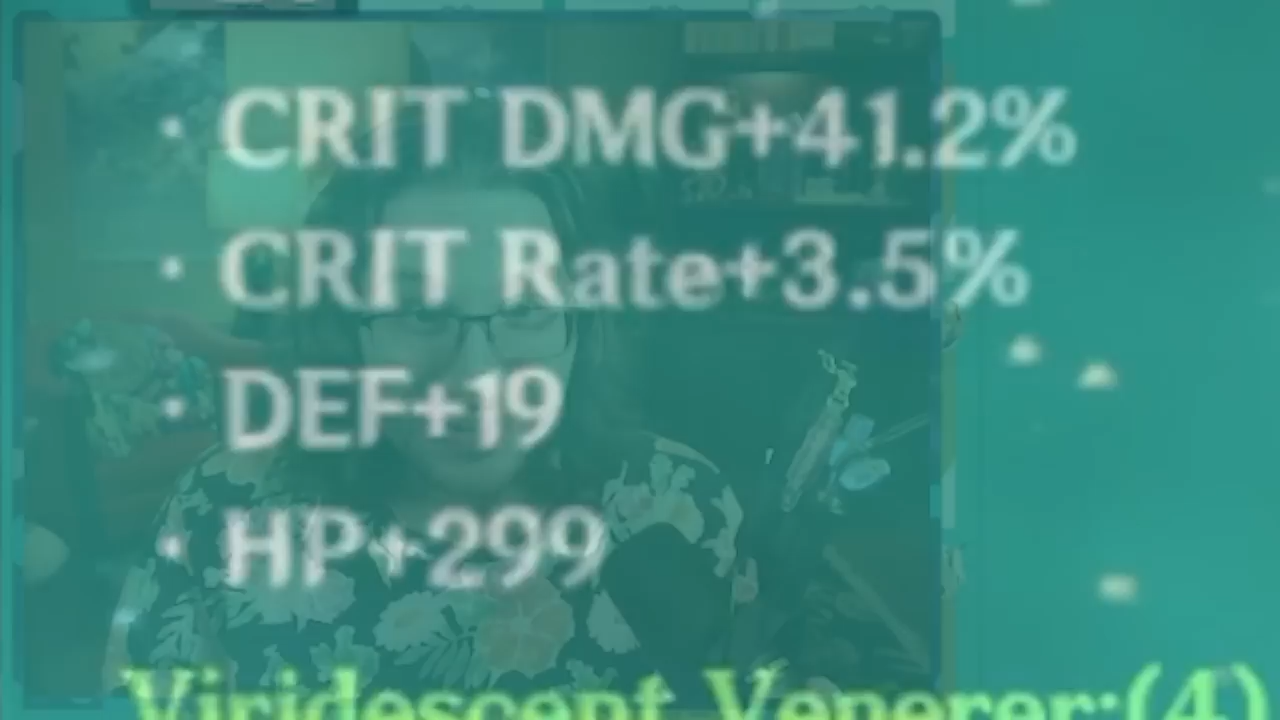 · CRIT DMG+41.2%
· CRIT Rate+3.5%
· DEF+19
· HP+299
Viridescent Venerer:(4)